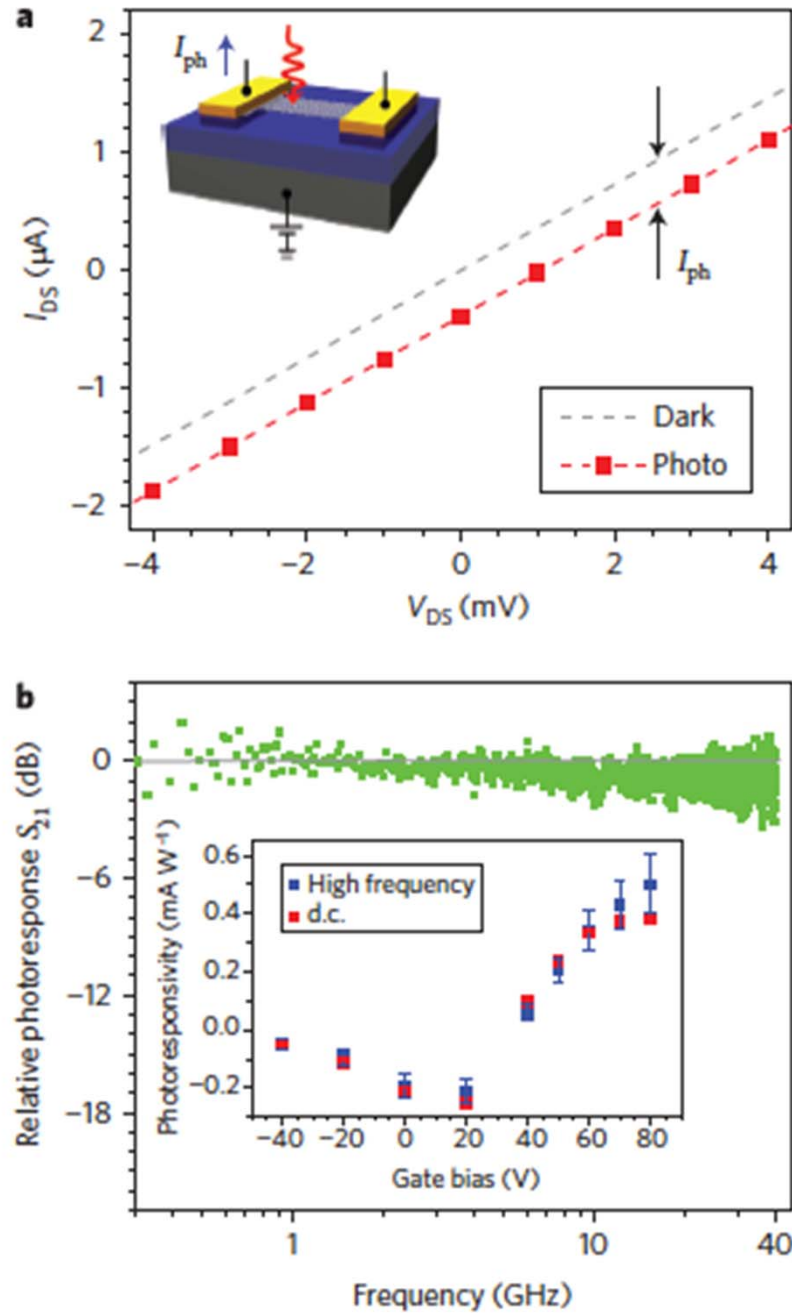 a
I_ph
2
1
0
−1
−2
I_DS (μA)
I_ph
Dark
Photo
−4
−2
0
2
4
V_DS (mV)
b
Relative photoresponse S_21 (dB)
0
−6
−12
−18
Photoresponsivity (mA W⁻¹)
0.6
0.4
0.2
0.0
−0.2
High frequency
d.c.
−40 −20 0 20 40 60 80
Gate bias (V)
1
10
40
Frequency (GHz)